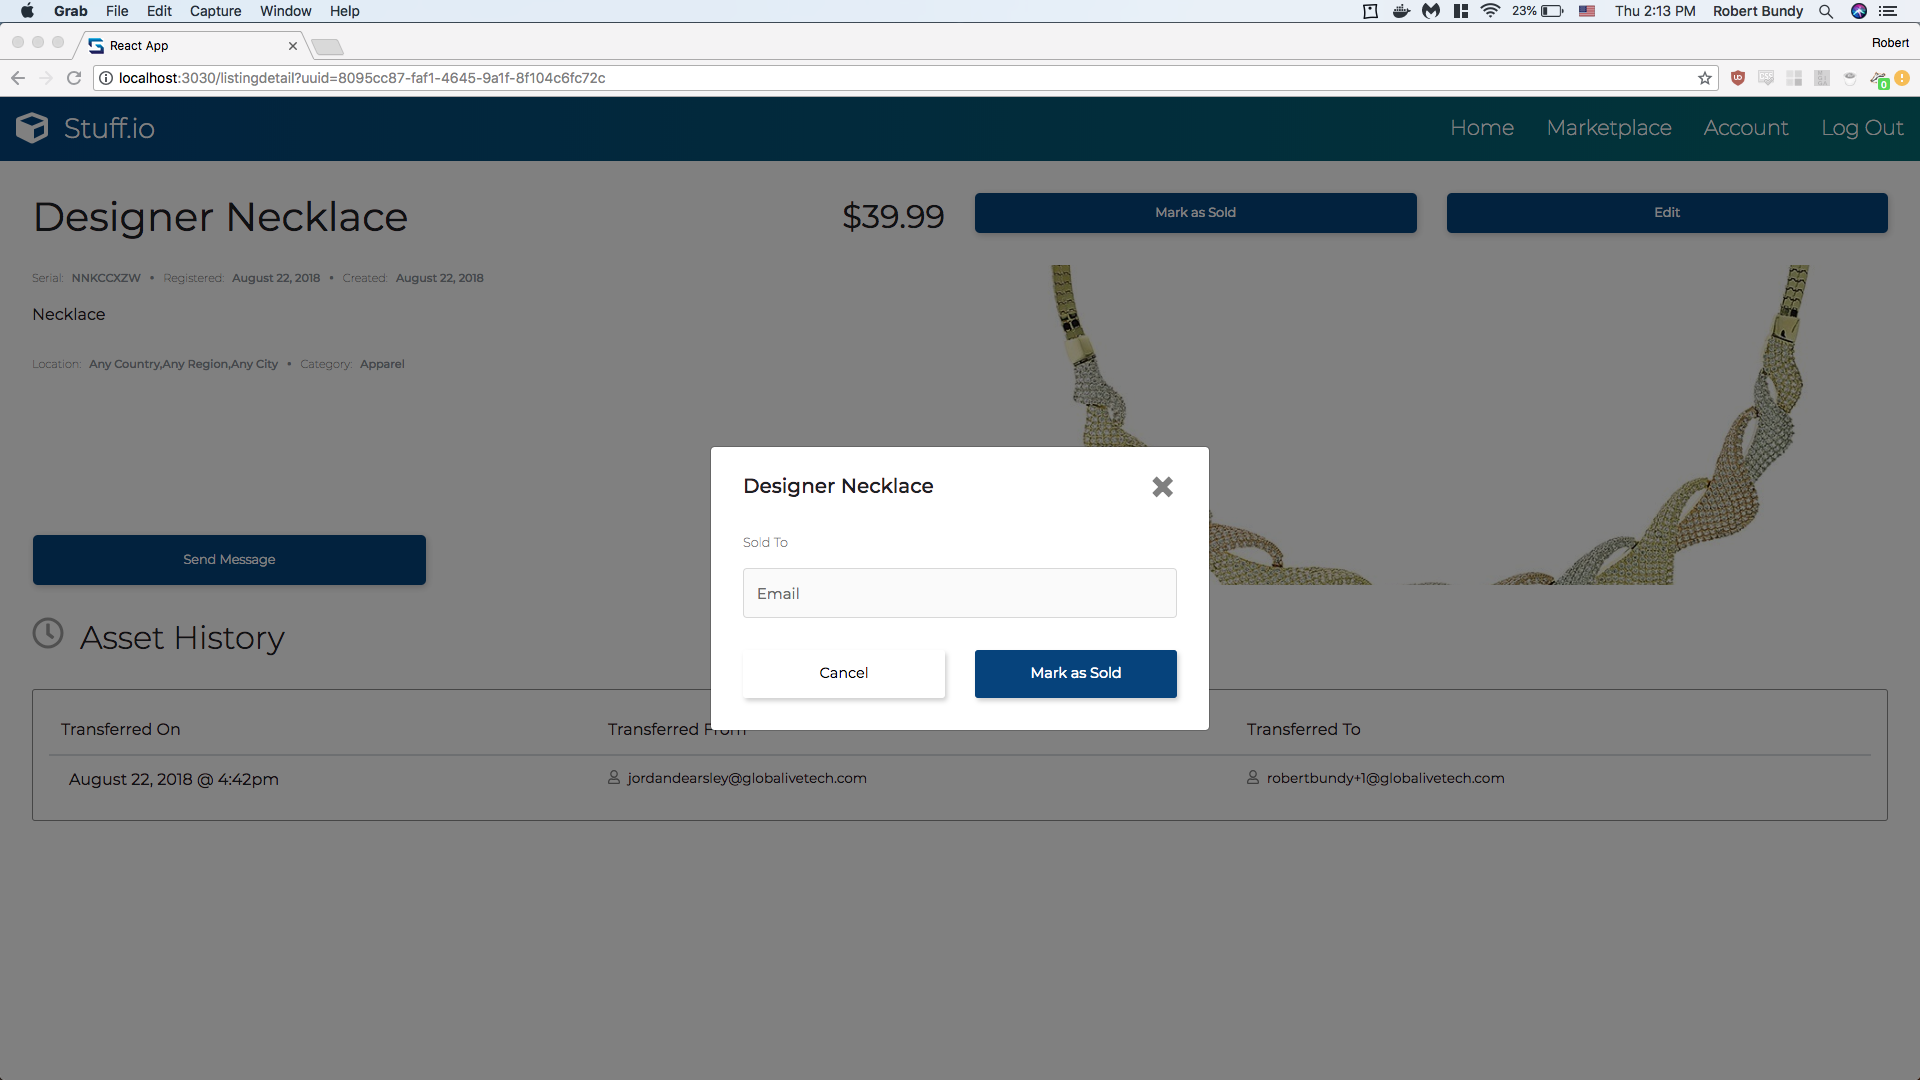 Grab File Edit Capture Window Help 23% Thu 2:13 PM Robert Bundy
React App Robert
localhost:3030/listingdetail?uuid=8095cc87-faf1-4645-9a1f-8f104c6fc72c
Stuff.io Home Marketplace Account Log Out
Designer Necklace $39.99 Mark as Sold Edit
Serial: NNKCCXZW • Registered: August 22, 2018 • Created: August 22, 2018
Necklace
Location: Any Country,Any Region,Any City • Category: Apparel
Designer Necklace
Sold To
Email
Cancel Mark as Sold
Send Message
Asset History
Transferred On Transferred From Transferred To
August 22, 2018 @ 4:42pm jordandearsley@globalivetech.com robertbundy+1@globalivetech.com